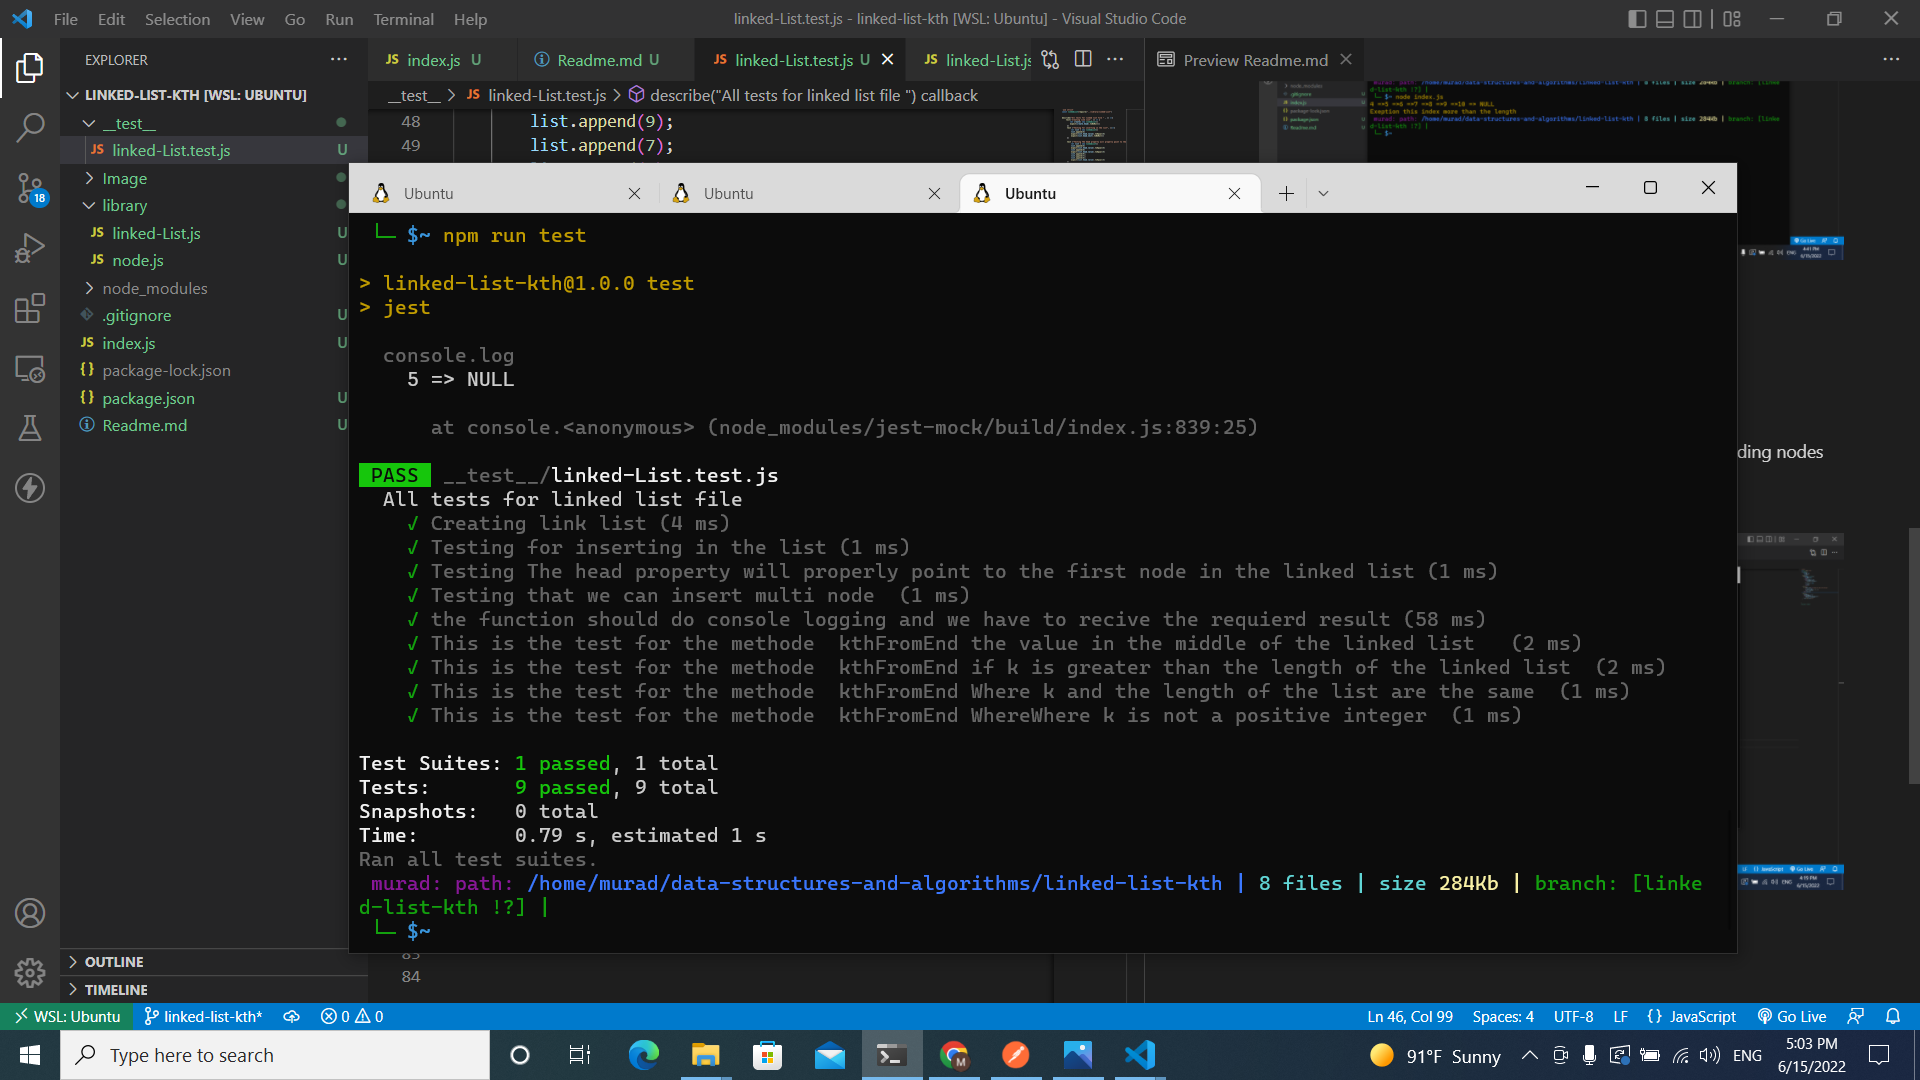 File Edit Selection View Go Run Terminal Help
linked-List.test.js - linked-list-kth [WSL: Ubuntu] - Visual Studio Code
EXPLORER
JS index.js U
Readme.md U
JS linked-List.test.js U
JS linked-List.js
Preview Readme.md
__test__ > JS linked-List.test.js > describe("All tests for linked list file ") callback
48 list.append(9);
49 list.append(7);
LINKED-LIST-KTH [WSL: UBUNTU]
__test__
JS linked-List.test.js U
Image
library
JS linked-List.js U
JS node.js U
node_modules
.gitignore U
JS index.js U
{} package-lock.json
{} package.json U
Readme.md U
18
OUTLINE
TIMELINE
Ubuntu
Ubuntu
Ubuntu
└─ $~ npm run test
> linked-list-kth@1.0.0 test
> jest
console.log
5 => NULL
at console.<anonymous> (node_modules/jest-mock/build/index.js:839:25)
PASS __test__/linked-List.test.js
All tests for linked list file
√ Creating link list (4 ms)
√ Testing for inserting in the list (1 ms)
√ Testing The head property will properly point to the first node in the linked list (1 ms)
√ Testing that we can insert multi node  (1 ms)
√ the function should do console logging and we have to recive the requierd result (58 ms)
√ This is the test for the methode  kthFromEnd the value in the middle of the linked list   (2 ms)
√ This is the test for the methode  kthFromEnd if k is greater than the length of the linked list  (2 ms)
√ This is the test for the methode  kthFromEnd Where k and the length of the list are the same  (1 ms)
√ This is the test for the methode  kthFromEnd WhereWhere k is not a positive integer  (1 ms)
Test Suites: 1 passed, 1 total
Tests: 9 passed, 9 total
Snapshots: 0 total
Time: 0.79 s, estimated 1 s
Ran all test suites.
murad: path: /home/murad/data-structures-and-algorithms/linked-list-kth | 8 files | size 284Kb | branch: [linke
d-list-kth !?] |
└─ $~
ding nodes
83
84
WSL: Ubuntu linked-list-kth* 0 0
Ln 46, Col 99 Spaces: 4 UTF-8 LF {} JavaScript Go Live
Type here to search
91°F Sunny
ENG
5:03 PM
6/15/2022